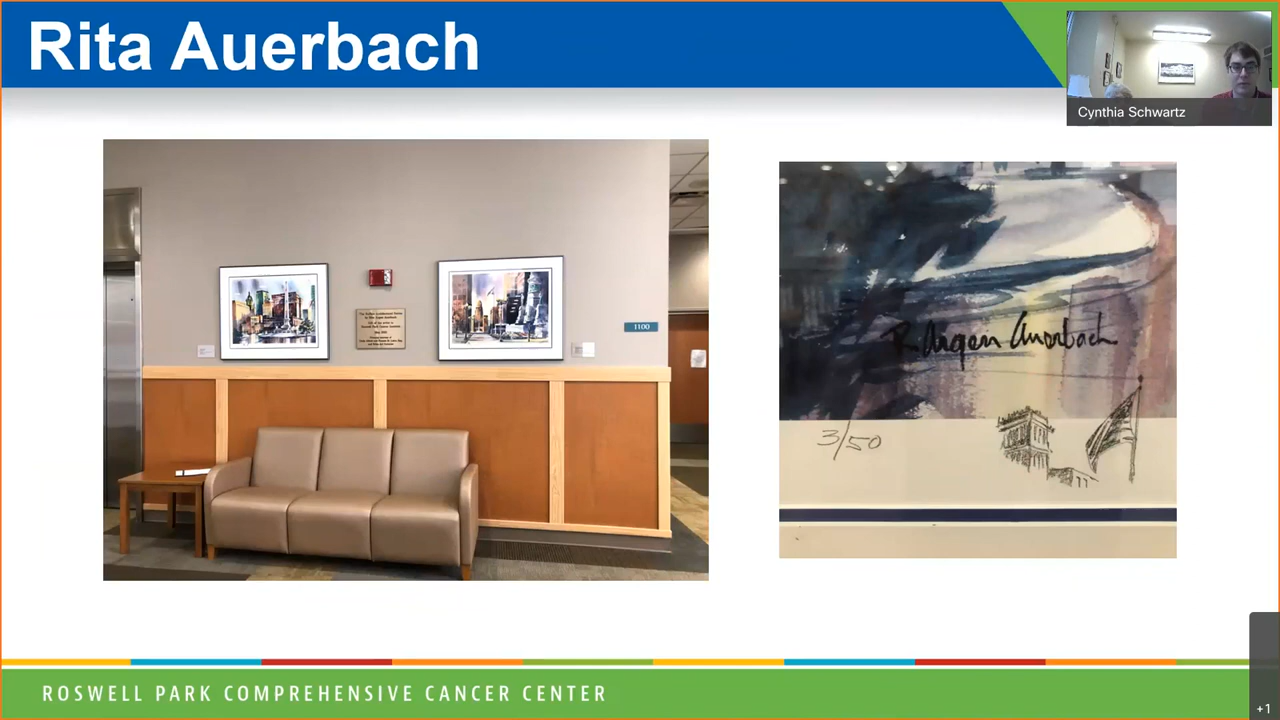 Rita Auerbach
Cynthia Schwartz
1100
R. Argen Auerbach
3/50
ROSWELL PARK COMPREHENSIVE CANCER CENTER
+1